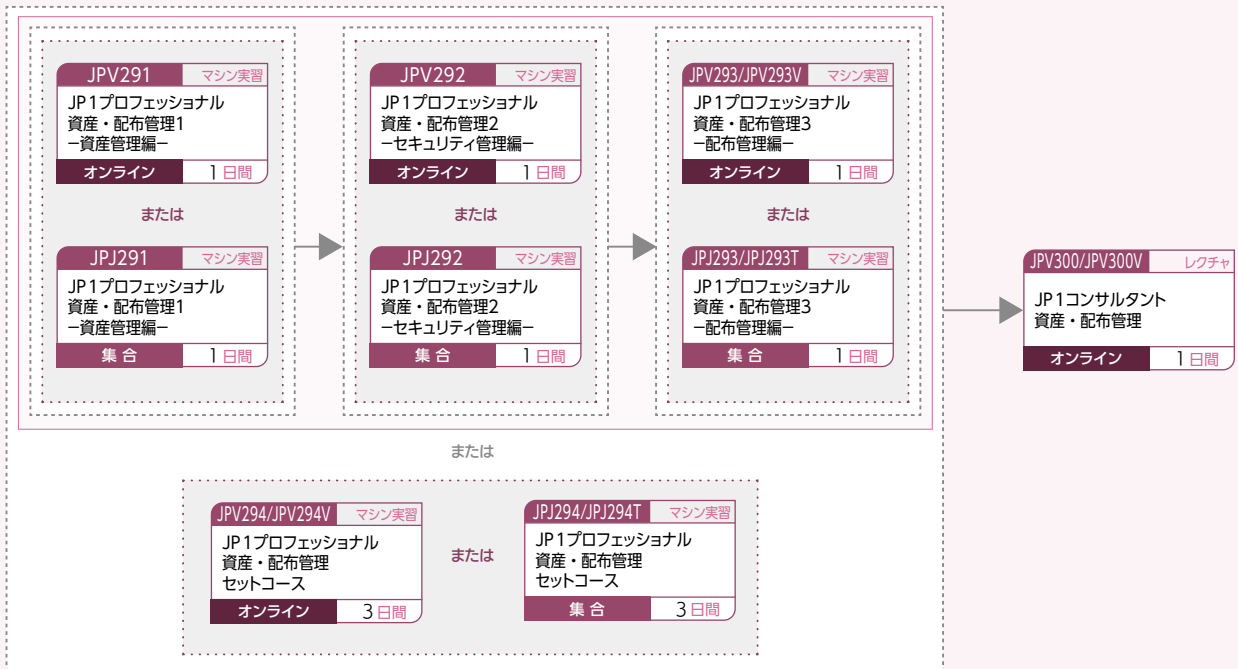 JPV291 マシン実習
JP1プロフェッショナル
資産・配布管理1
−資産管理編−
オンライン 1日間
または
JPJ291 マシン実習
JP1プロフェッショナル
資産・配布管理1
−資産管理編−
集合 1日間
JPV292 マシン実習
JP1プロフェッショナル
資産・配布管理2
−セキュリティ管理編−
オンライン 1日間
または
JPJ292 マシン実習
JP1プロフェッショナル
資産・配布管理2
−セキュリティ管理編−
集合 1日間
JPV293/JPV293V マシン実習
JP1プロフェッショナル
資産・配布管理3
−配布管理編−
オンライン 1日間
または
JPJ293/JPJ293T マシン実習
JP1プロフェッショナル
資産・配布管理3
−配布管理編−
集合 1日間
または
JPV294/JPV294V マシン実習
JP1プロフェッショナル
資産・配布管理
セットコース
オンライン 3日間
または
JPJ294/JPJ294T マシン実習
JP1プロフェッショナル
資産・配布管理
セットコース
集合 3日間
JPV300/JPV300V レクチャ
JP1コンサルタント
資産・配布管理
オンライン 1日間